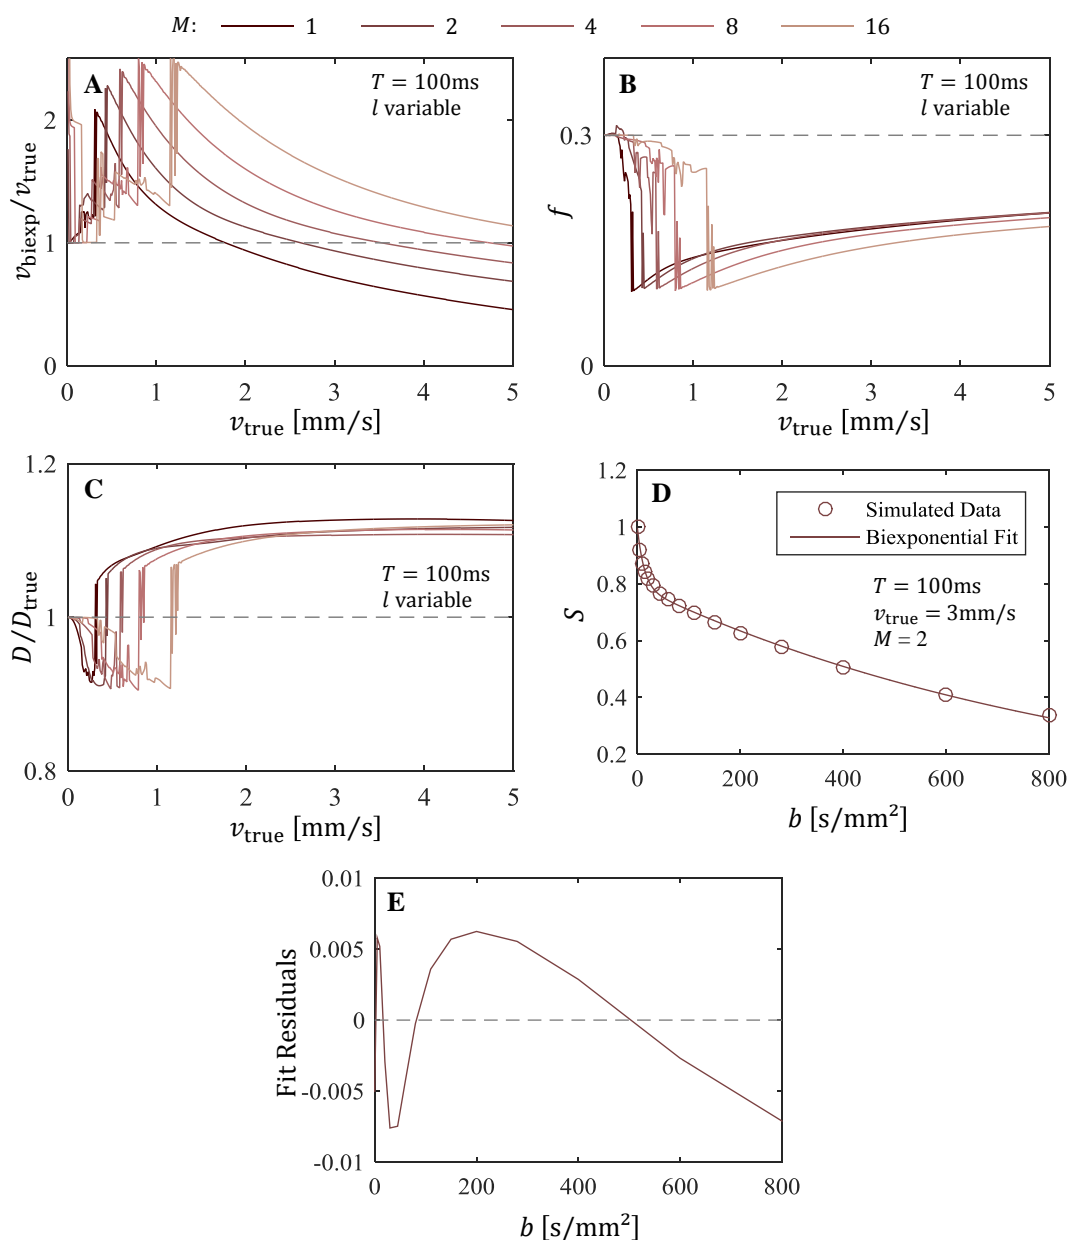 M: 1 2 4 8 16
A
T = 100ms
l variable
v_biexp/v_true
2
1
0
0 1 2 3 4 5
v_true [mm/s]
B
T = 100ms
l variable
f
0.3
0
0 1 2 3 4 5
v_true [mm/s]
C
T = 100ms
l variable
D/D_true
1.2
1
0.8
0 1 2 3 4 5
v_true [mm/s]
D
Simulated Data
Biexponential Fit
T = 100ms
v_true = 3mm/s
M = 2
S
1.2
1
0.8
0.6
0.4
0.2
0 200 400 600 800
b [s/mm²]
E
Fit Residuals
0.01
0.005
0
-0.005
-0.01
0 200 400 600 800
b [s/mm²]